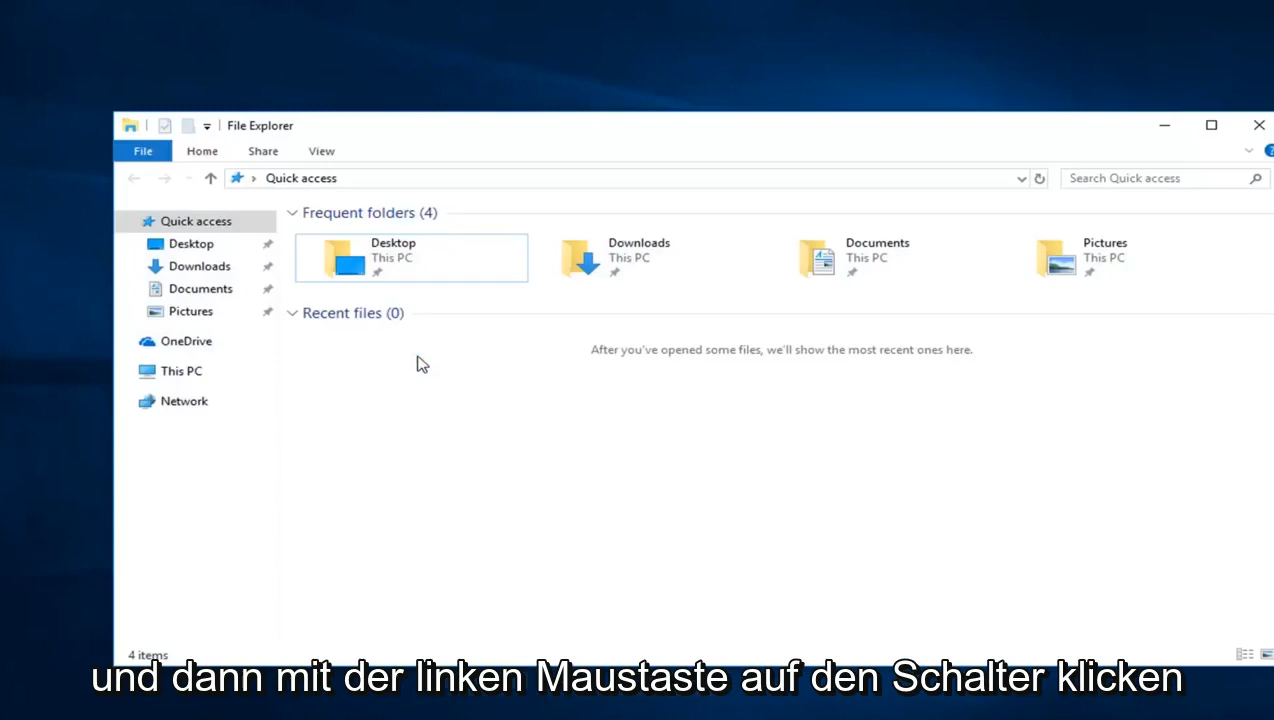 File Explorer
File Home Share View
Quick access
Search Quick access
Quick access
Desktop
Downloads
Documents
Pictures
OneDrive
This PC
Network
Frequent folders (4)
Desktop
This PC
Downloads
This PC
Documents
This PC
Pictures
This PC
Recent files (0)
After you've opened some files, we'll show the most recent ones here.
4 items
und dann mit der linken Maustaste auf den Schalter klicken